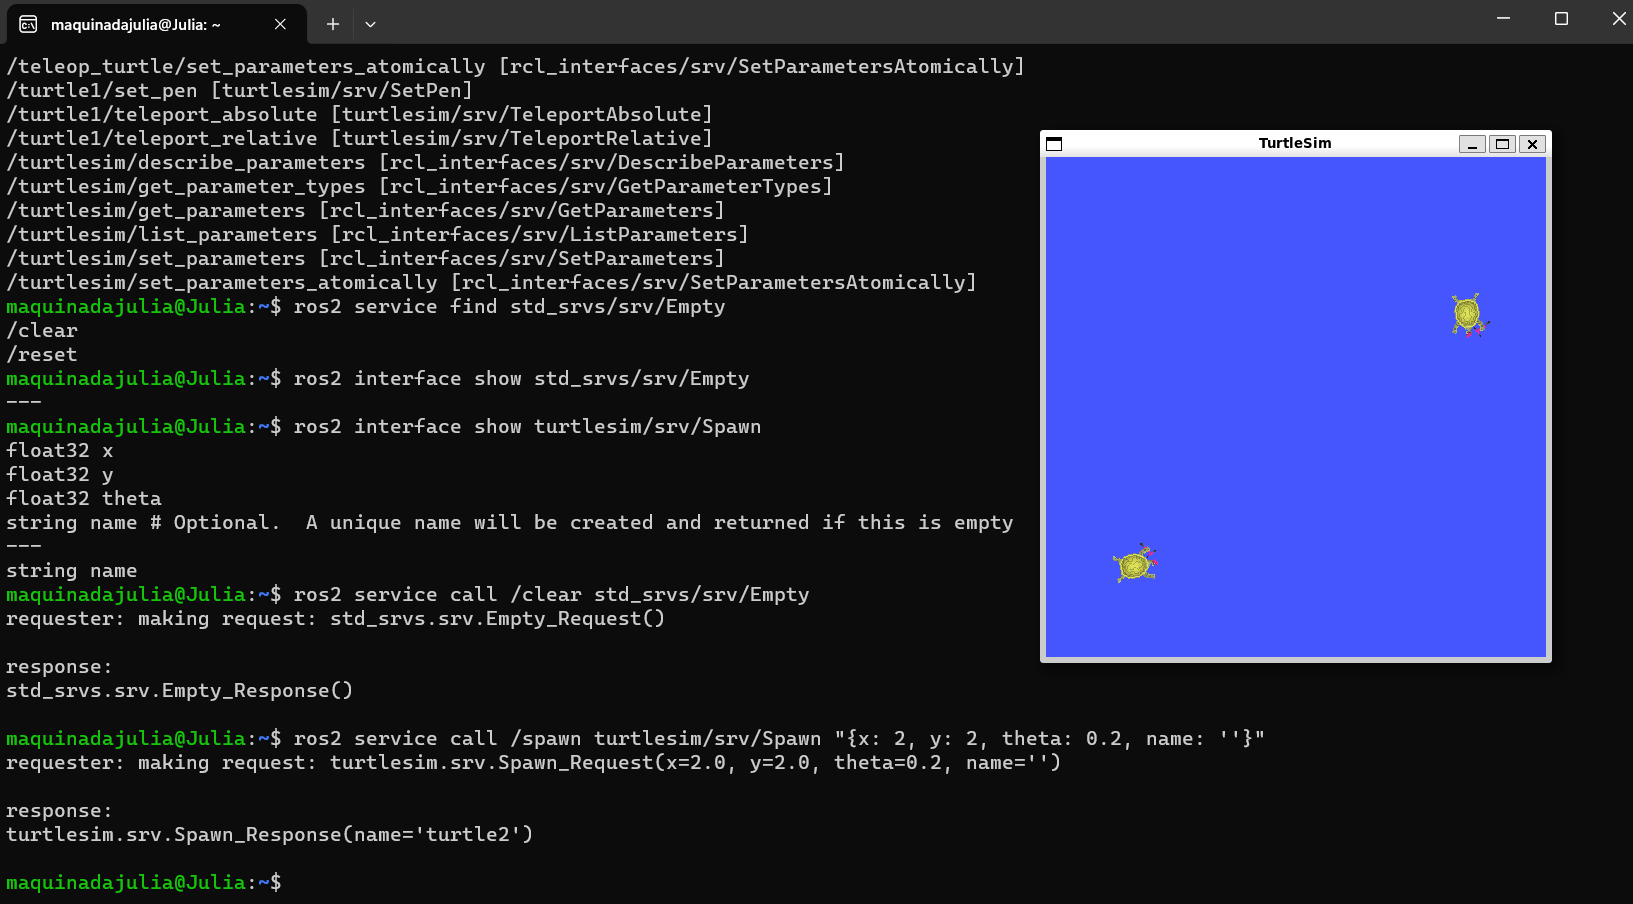 maquinadajulia@Julia: ~
/teleop_turtle/set_parameters_atomically [rcl_interfaces/srv/SetParametersAtomically]
/turtle1/set_pen [turtlesim/srv/SetPen]
/turtle1/teleport_absolute [turtlesim/srv/TeleportAbsolute]
/turtle1/teleport_relative [turtlesim/srv/TeleportRelative]
/turtlesim/describe_parameters [rcl_interfaces/srv/DescribeParameters]
/turtlesim/get_parameter_types [rcl_interfaces/srv/GetParameterTypes]
/turtlesim/get_parameters [rcl_interfaces/srv/GetParameters]
/turtlesim/list_parameters [rcl_interfaces/srv/ListParameters]
/turtlesim/set_parameters [rcl_interfaces/srv/SetParameters]
/turtlesim/set_parameters_atomically [rcl_interfaces/srv/SetParametersAtomically]
maquinadajulia@Julia:~$ ros2 service find std_srvs/srv/Empty
/clear
/reset
maquinadajulia@Julia:~$ ros2 interface show std_srvs/srv/Empty
---
maquinadajulia@Julia:~$ ros2 interface show turtlesim/srv/Spawn
float32 x
float32 y
float32 theta
string name # Optional.  A unique name will be created and returned if this is empty
---
string name
maquinadajulia@Julia:~$ ros2 service call /clear std_srvs/srv/Empty
requester: making request: std_srvs.srv.Empty_Request()
response:
std_srvs.srv.Empty_Response()
maquinadajulia@Julia:~$ ros2 service call /spawn turtlesim/srv/Spawn "{x: 2, y: 2, theta: 0.2, name: ''}"
requester: making request: turtlesim.srv.Spawn_Request(x=2.0, y=2.0, theta=0.2, name='')
response:
turtlesim.srv.Spawn_Response(name='turtle2')
maquinadajulia@Julia:~$
TurtleSim